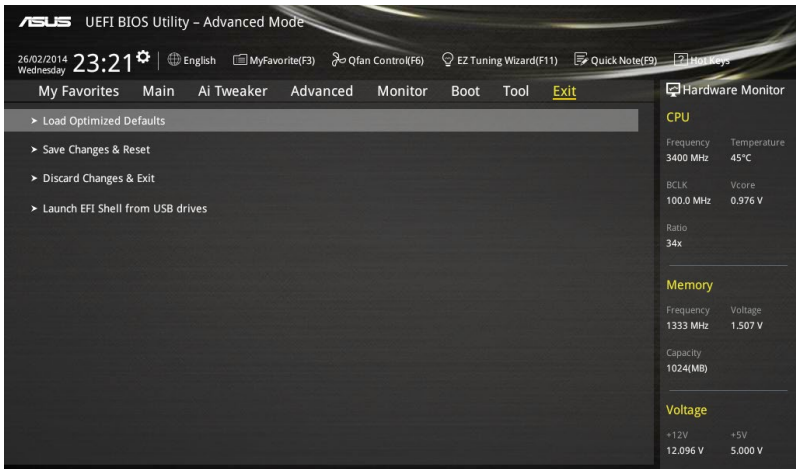 ASUS UEFI BIOS Utility – Advanced Mode
26/02/2014
Wednesday
23:21
English
MyFavorite(F3)
Qfan Control(F6)
EZ Tuning Wizard(F11)
Quick Note(F9)
? Hot Keys
My Favorites Main Ai Tweaker Advanced Monitor Boot Tool Exit
> Load Optimized Defaults
> Save Changes & Reset
> Discard Changes & Exit
> Launch EFI Shell from USB drives
Hardware Monitor
CPU
Frequency Temperature
3400 MHz 45°C
BCLK Vcore
100.0 MHz 0.976 V
Ratio
34x
Memory
Frequency Voltage
1333 MHz 1.507 V
Capacity
1024(MB)
Voltage
+12V +5V
12.096 V 5.000 V